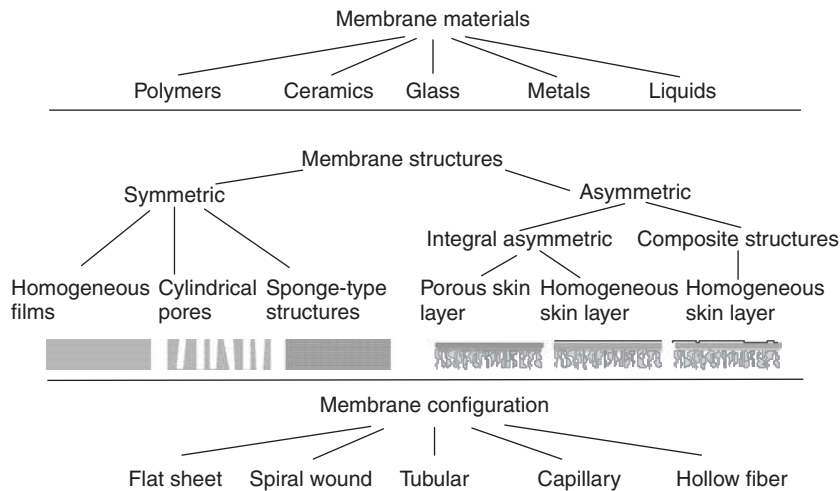 Membrane materials
Polymers Ceramics Glass Metals Liquids
Membrane structures
Symmetric Asymmetric
Integral asymmetric Composite structures
Homogeneous films
Cylindrical pores
Sponge-type structures
Porous skin layer
Homogeneous skin layer
Homogeneous skin layer
Membrane configuration
Flat sheet Spiral wound Tubular Capillary Hollow fiber